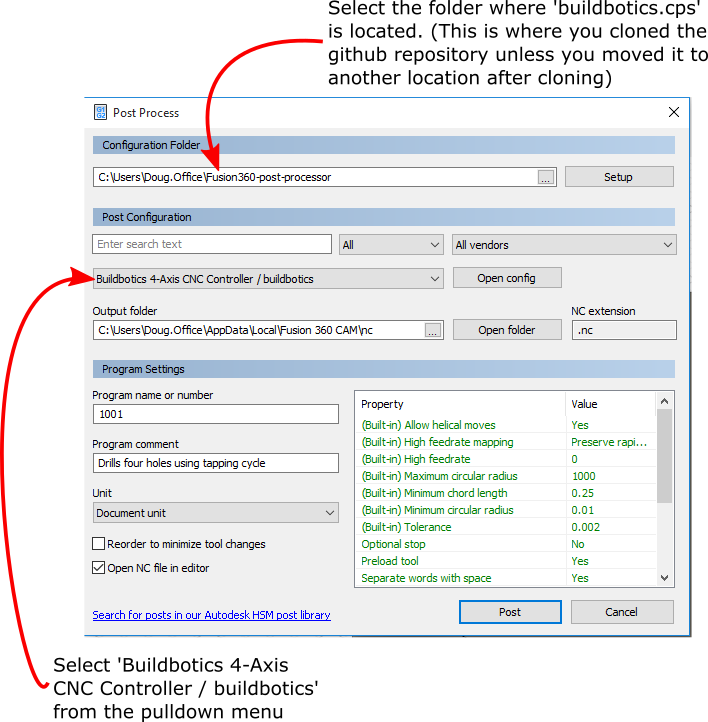 Select the folder where 'buildbotics.cps'
is located. (This is where you cloned the
github repository unless you moved it to
another location after cloning)
G1
G2
Post Process
Configuration Folder
C:\Users\Doug.Office\Fusion360-post-processor
...
Setup
Post Configuration
Enter search text
All
All vendors
Buildbotics 4-Axis CNC Controller / buildbotics
Open config
Output folder
NC extension
C:\Users\Doug.Office\AppData\Local\Fusion 360 CAM\nc
...
Open folder
.nc
Program Settings
Program name or number
1001
Program comment
Drills four holes using tapping cycle
Unit
Document unit
Reorder to minimize tool changes
Open NC file in editor
Property Value
(Built-in) Allow helical moves Yes
(Built-in) High feedrate mapping Preserve rapi...
(Built-in) High feedrate 0
(Built-in) Maximum circular radius 1000
(Built-in) Minimum chord length 0.25
(Built-in) Minimum circular radius 0.01
(Built-in) Tolerance 0.002
Optional stop No
Preload tool Yes
Separate words with space Yes
Search for posts in our Autodesk HSM post library
Post
Cancel
Select 'Buildbotics 4-Axis
CNC Controller / buildbotics'
from the pulldown menu